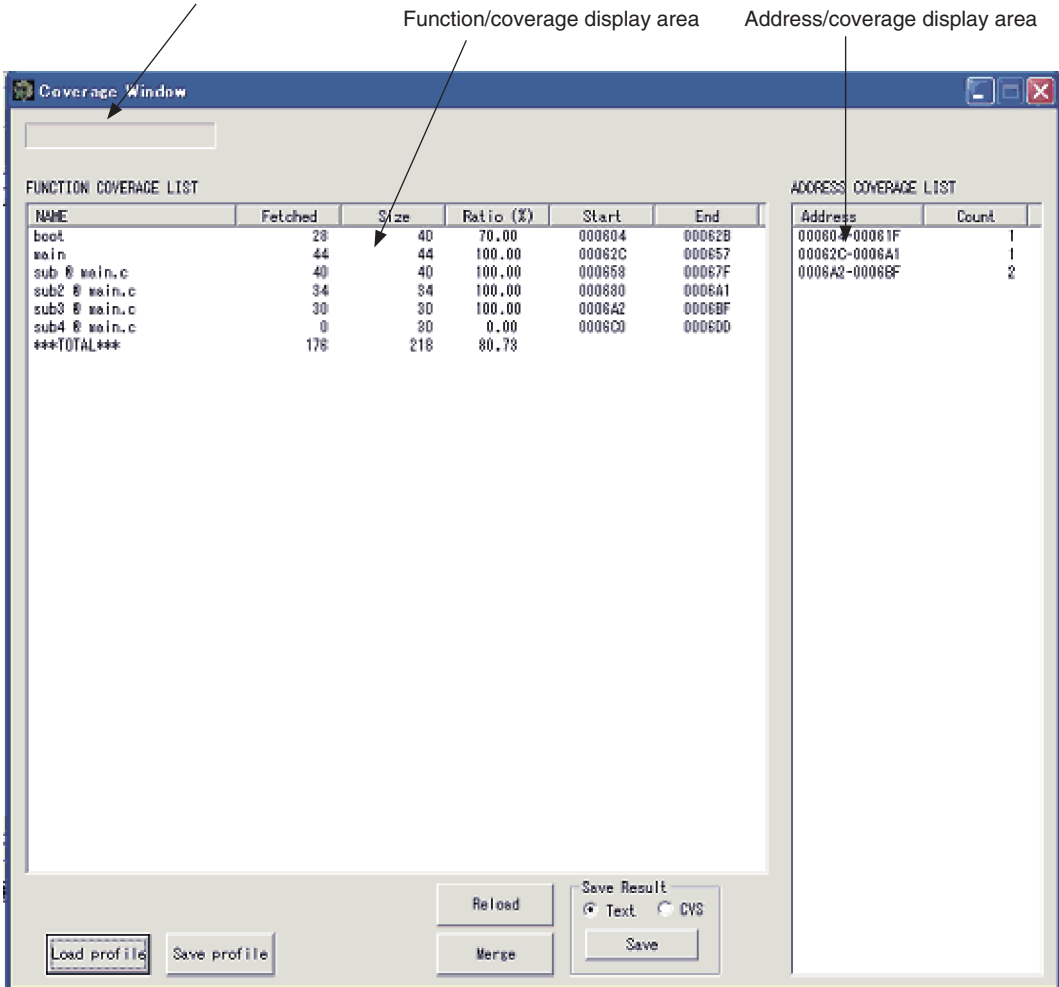 Function/coverage display area Address/coverage display area
Coverage Window
FUNCTION COVERAGE LIST ADDRESS COVERAGE LIST
NAME Fetched Size Ratio (%) Start End Address Count
boot 28 40 70.00 000604 00062B 000604-00061F 1
main 44 44 100.00 00062C 000657 00062C-0006A1 1
sub @ main.c 40 40 100.00 000658 00067F 0006A2-0006BF 2
sub2 @ main.c 34 34 100.00 000680 0006A1
sub3 @ main.c 30 30 100.00 0006A2 0006BF
sub4 @ main.c 0 30 0.00 0006C0 0006DD
***TOTAL*** 176 218 80.73
Save Result
Reload Text CVS
Load profile Save profile Merge Save